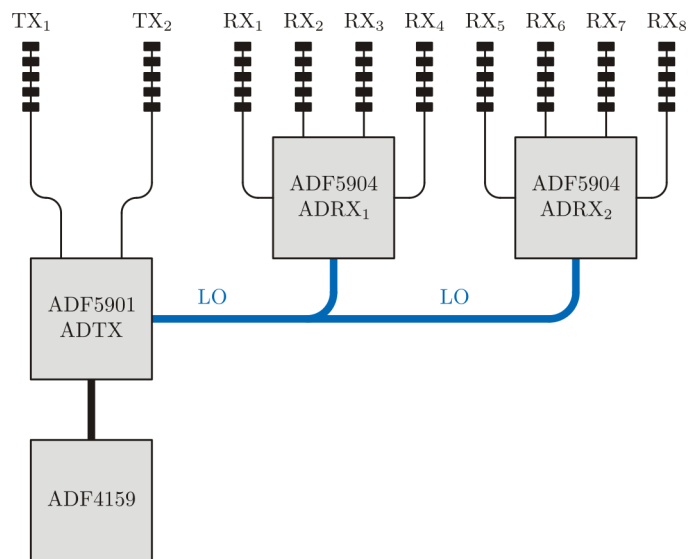 TX₁ TX₂ RX₁ RX₂ RX₃ RX₄ RX₅ RX₆ RX₇ RX₈
ADF5904 ADF5904
ADRX₁ ADRX₂
LO LO
ADF5901
ADTX
ADF4159